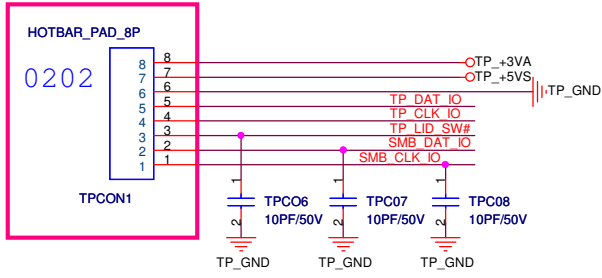 HOTBAR_PAD_8P
0202
8 8 TP_+3VA
7 7 TP_+5VS
6 6 TP_GND
5 5 TP_DAT_IO
4 4 TP_CLK_IO
3 3 TP_LID_SW#
2 2 SMB_DAT_IO
1 1 SMB_CLK_IO
TPCON1
1 1 1
TPCO6 TPC07 TPC08
10PF/50V 10PF/50V 10PF/50V
2 2 2
TP_GND TP_GND TP_GND